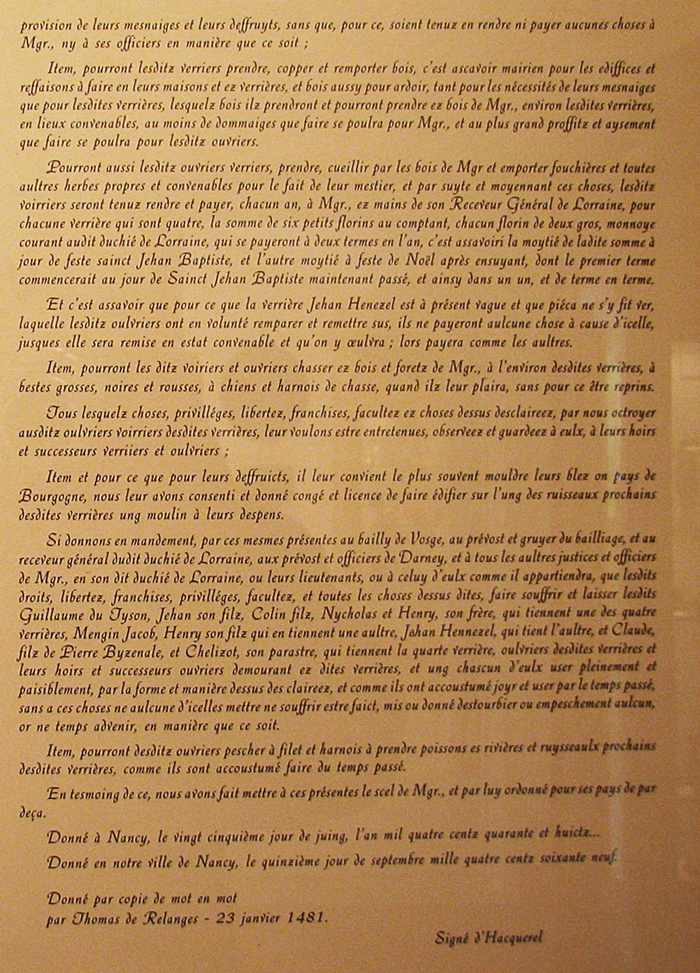 provision de leurs mesnaiges et leurs deffruyts, sans que, pour ce, soient tenuz en rendre ni payer aucunes choses à
Mgr., ny à ses officiers en manière que ce soit ;
Item, pourront lesditz verriers prendre, copper et remporter bois, c'est ascavoir mairien pour les ediffices et
reffaisons à faire en leurs maisons et ez verrières, et bois aussy pour ardoir, tant pour les nécessités de leurs mesnaiges
que pour lesdites verrières, lesquelz bois ilz prendront et pourront prendre ez bois de Mgr., environ lesdites verrières,
en lieux convenables, au moins de dommaiges que faire se poulra pour Mgr., et au plus grand proffitz et aysement
que faire se poulra pour lesditz ouvriers.
Pourront aussi lesditz ouvriers verriers, prendre, cueillir par les bois de Mgr et emporter fouchières et toutes
aultres herbes propres et convenables pour le fait de leur mestier, et par suyte et moyennant ces choses, lesditz
voirriers seront tenuz rendre et payer, chacun an, à Mgr., ez mains de son Receveur Général de Lorraine, pour
chacune verrière qui sont quatre, la somme de six petits florins au comptant, chacun florin de deux gros, monnoye
courant audit duchié de Lorraine, qui se payeront à deux termes en l'an, c'est assavoiri la moytié de ladite somme à
jour de feste sainct Jehan Baptiste, et l'autre moytié à feste de Noël après ensuyant, dont le premier terme
commencerait au jour de Sainct Jehan Baptiste maintenant passé, et ainsy dans un un, et de terme en terme.
Et c'est assavoir que pour ce que la verrière Jehan Henezel est à présent vague et que piéca ne s'y fit ver,
laquelle lesditz oulvriers ont en volunté remparer et remettre sus, ils ne payeront aulcune chose à cause d'icelle,
jusques elle sera remise en estat convenable et qu'on y œulvra ; lors payera comme les aultres.
Item, pourront les ditz voiriers et ouvriers chasser ez bois et foretz de Mgr., à l'environ desdites verrières, à
bestes grosses, noires et rousses, à chiens et harnois de chasse, quand ilz leur plaira, sans pour ce être reprins.
Tous lesquelz choses, privilléges, libertez, franchises, facultez ez choses dessus desclaireez, par nous octroyer
ausditz oulvriers voirriers desdites verrières, leur voulons estre entretenues, observeez et guardeez à eulx, à leurs hoirs
et successeurs verriiers et oulvriers ;
Item et pour ce que pour leurs deffruicts, il leur convient le plus souvent mouldre leurs blez on pays de
Bourgogne, nous leur avons consenti et donné congé et licence de faire édifier sur l'ung des ruisseaux prochains
desdites verrières ung moulin à leurs despens.
Si donnons en mandement, par ces mesmes présentes au bailly de Vosge, au prévost et gruyer du bailliage, et au
receveur général dudit duchié de Lorraine, aux prévost et officiers de Darney, et à tous les aultres justices et officiers
de Mgr., en son dit duchié de Lorraine, ou leurs lieutenants, ou à celuy d'eulx comme il appartiendra, que lesdits
droits, libertez, franchises, privilléges, facultez, et toutes les choses dessus dites, faire souffrir et laisser lesdits
Guillaume du Tyson, Jehan son filz, Colin filz, Nycholas et Henry, son frère, qui tiennent une des quatre
verrières, Mengin Jacob, Henry son filz qui en tiennent une aultre, Jahan Hennezel, qui tient l'aultre, et Claude,
filz de Pierre Byzenale, et Chelizot, son parastre, qui tiennent la quarte verrière, oulvriers desdites verrières et
leurs hoirs et successeurs ouvriers demourant ez dites verrières, et ung chascun d'eulx user pleinement et
paisiblement, par la forme et manière dessus des claireez, et comme ils ont accoustumé joyr et user par le temps passé,
sans a ces choses ne aulcune d'icelles mettre ne souffrir estre faict, mis ou donné destourbier ou empeschement aulcun,
or ne temps advenir, en manière que ce soit.
Item, pourront desditz ouvriers pescher à filet et harnois à prendre poissons es rivières et ruysseaulx prochains
desdites verrières, comme ils sont accoustumé faire du temps passé.
En tesmoing de ce, nous avons fait mettre à ces présentes le scel de Mgr., et par luy ordonné pour ses pays de par
deça.
Donné à Nancy, le vingt cinquième jour de juing, l'an mil quatre centz quarante et huictz...
Donné en notre ville de Nancy, le quinzième jour de septembre mille quatre centz soixante neuf.
Donné par copie de mot en mot
par Thomas de Relanges - 23 janvier 1481.
Signé d'Hacquerel